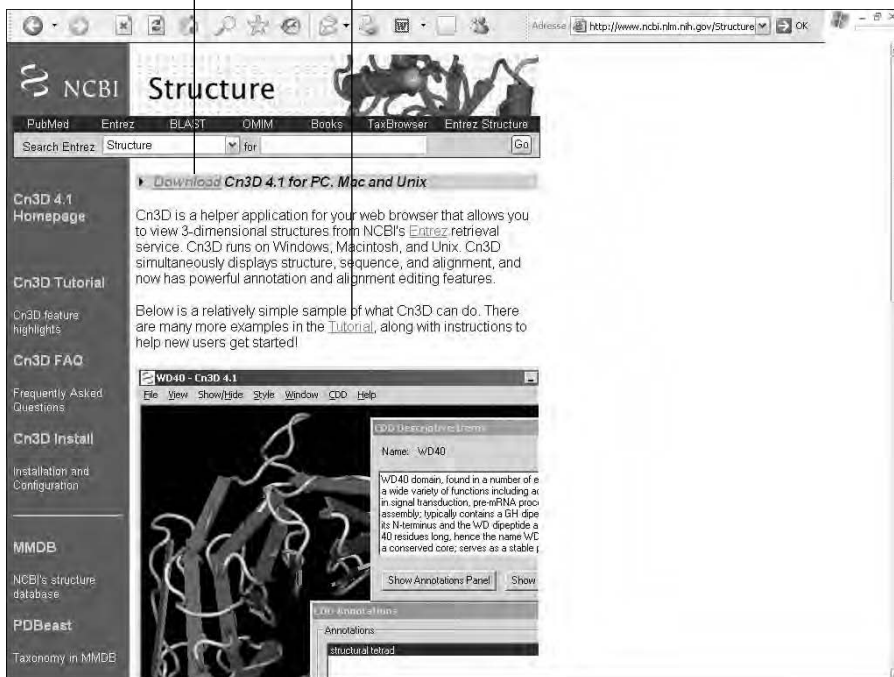 Adresse http://www.ncbi.nlm.nih.gov/Structure OK
NCBI Structure
PubMed Entrez BLAST OMIM Books TaxBrowser Entrez Structure
Search Entrez Structure for Go
Download Cn3D 4.1 for PC, Mac and Unix
Cn3D 4.1
Homepage
Cn3D Tutorial
Cn3D feature
highlights
Cn3D FAQ
Frequently Asked
Questions
Cn3D Install
Installation and
Configuration
MMDB
NCBI's structure
database
PDBeast
Taxonomy in MMDB
Cn3D is a helper application for your web browser that allows you
to view 3-dimensional structures from NCBI's Entrez retrieval
service. Cn3D runs on Windows, Macintosh, and Unix. Cn3D
simultaneously displays structure, sequence, and alignment, and
now has powerful annotation and alignment editing features.
Below is a relatively simple sample of what Cn3D can do. There
are many more examples in the Tutorial, along with instructions to
help new users get started!
WD40 - Cn3D 4.1
File View Show/Hide Style Window CDD Help
CDD Descriptive Items
Name: WD40
WD40 domain, found in a number of e
a wide variety of functions including ac
in signal transduction, pre-mRNA proc
assembly; typically contains a GH dipe
its N-terminus and the WD dipeptide a
40 residues long, hence the name WD
a conserved core; serves as a stable p
Show Annotations Panel Show
CDD Annotations
Annotations
structural tetrad